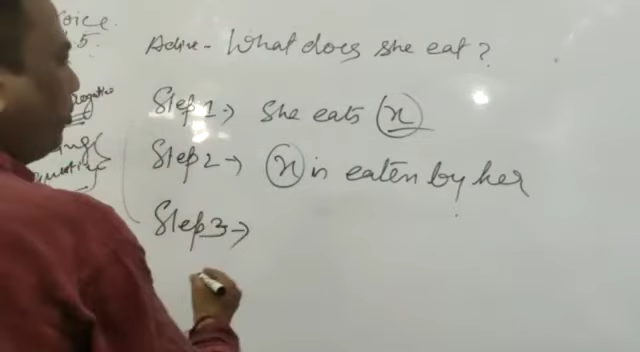 oice
5
Active - What does she eat?
Step 1 → She eats (x)
Step 2 → (x) is eaten by her
Step 3 →